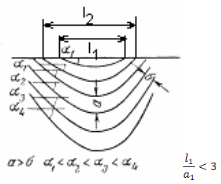 l₂
l₁
α₁
α₁
α₂
α₃
α₄
a
б
a > б α₁ < α₂ < α₃ < α₄
l₁/a₁ < 3